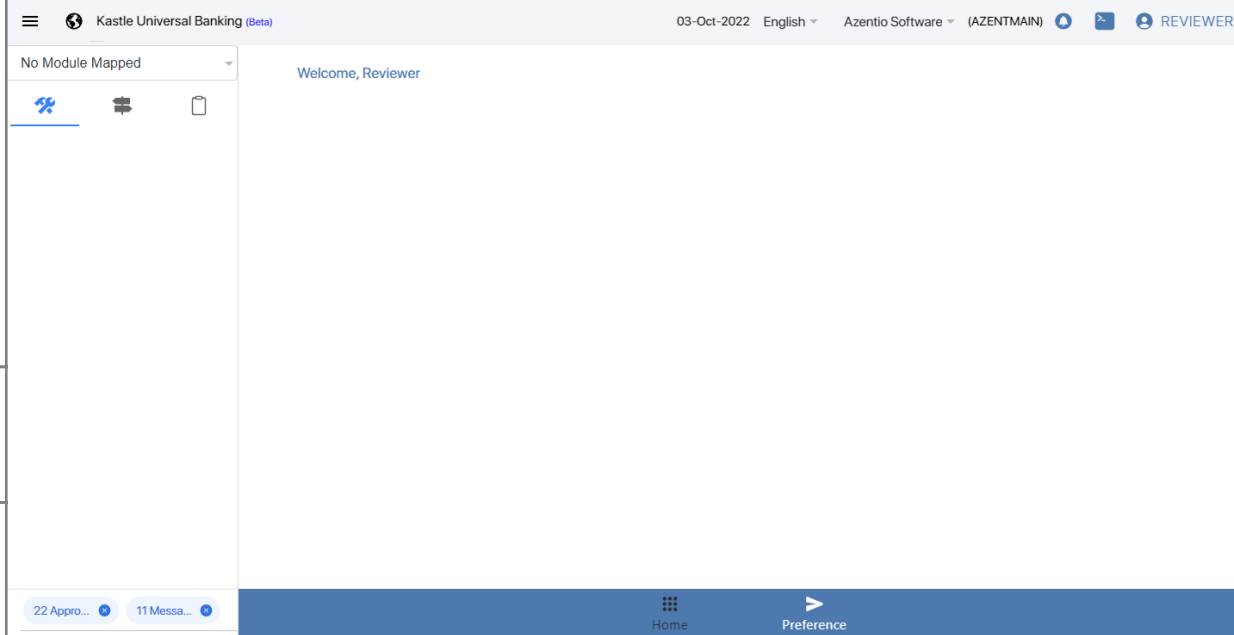 Kastle Universal Banking (Beta)
03-Oct-2022 English Azentio Software (AZENTMAIN) REVIEWER
No Module Mapped
Welcome, Reviewer
22 Appro... 11 Messa...
Home Preference